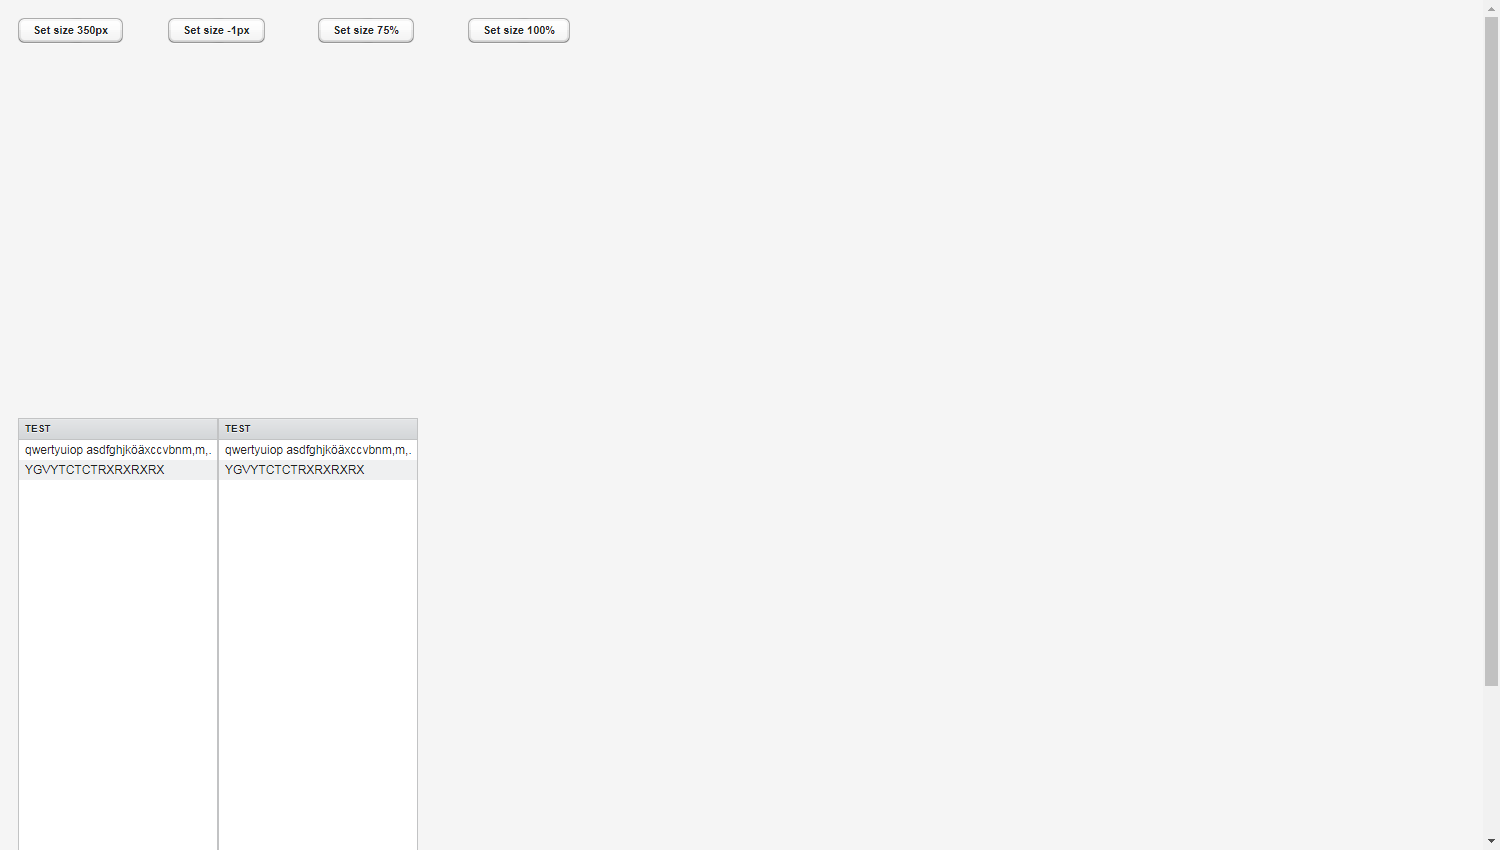 Set size 350px Set size -1px Set size 75% Set size 100%
TEST TEST
qwertyuiop asdfghjköäxccvbnm,m,. qwertyuiop asdfghjköäxccvbnm,m,.
YGVYTCTCTRXRXRXRX YGVYTCTCTRXRXRXRX